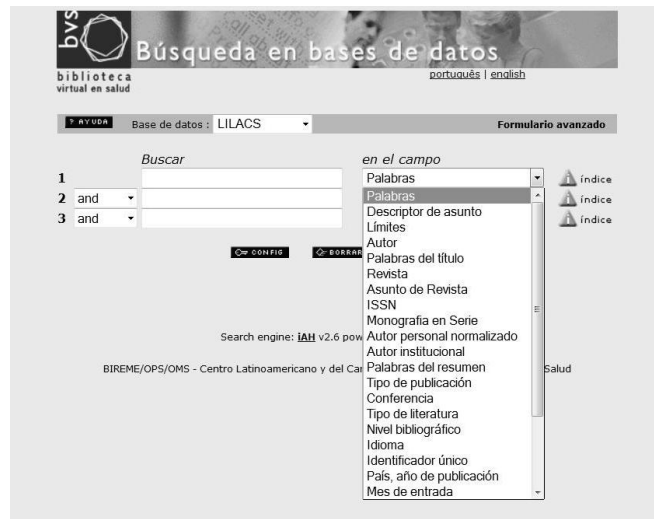 bvs
Búsqueda en bases de datos
biblioteca
virtual en salud
português | english
? AYUDA Base de datos : LILACS Formulario avanzado
Buscar en el campo
1 Palabras índice
2 and Palabras índice
3 and Descriptor de asunto índice
Límites
Autor
CONFIG BORRAR Palabras del título
Revista
Asunto de Revista
ISSN
Monografia en Serie
Search engine: iAH v2.6 Autor personal normalizado
Autor institucional
BIREME/OPS/OMS - Centro Latinoamericano y del Palabras del resumen Salud
Tipo de publicación
Conferencia
Tipo de literatura
Nivel bibliográfico
Idioma
Identificador único
País, año de publicación
Mes de entrada